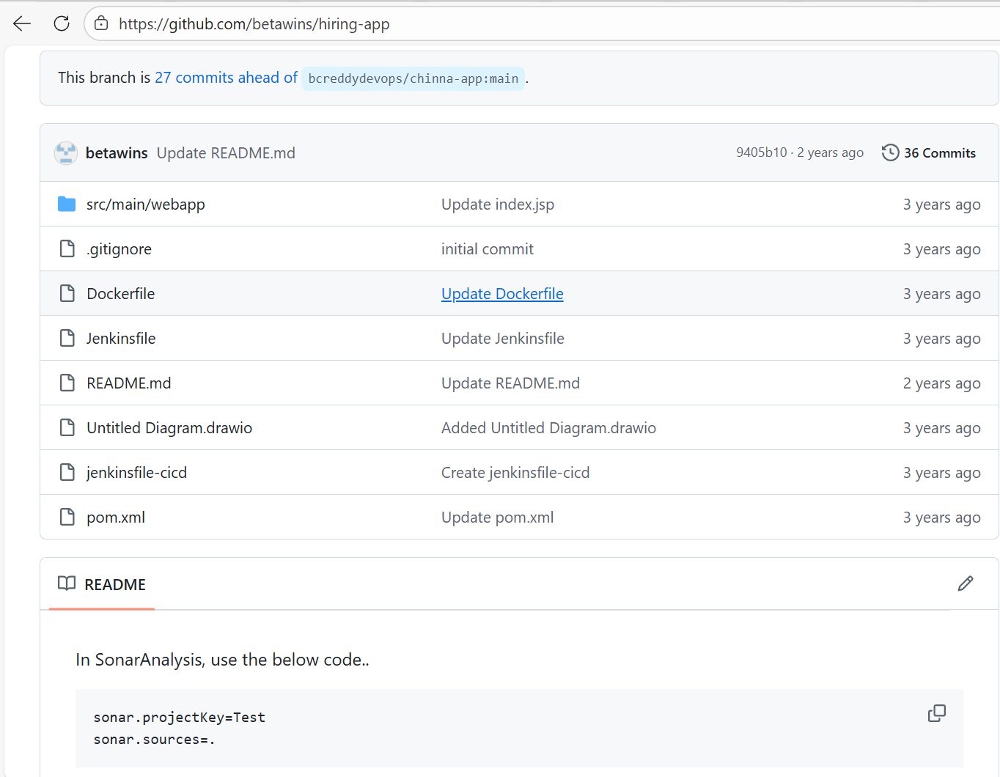 https://github.com/betawins/hiring-app
This branch is 27 commits ahead of bcreddydevops/chinna-app:main .
betawins Update README.md 9405b10 · 2 years ago 36 Commits
src/main/webapp Update index.jsp 3 years ago
.gitignore initial commit 3 years ago
Dockerfile Update Dockerfile 3 years ago
Jenkinsfile Update Jenkinsfile 3 years ago
README.md Update README.md 2 years ago
Untitled Diagram.drawio Added Untitled Diagram.drawio 3 years ago
jenkinsfile-cicd Create jenkinsfile-cicd 3 years ago
pom.xml Update pom.xml 3 years ago
README
In SonarAnalysis, use the below code..
sonar.projectKey=Test
sonar.sources=.